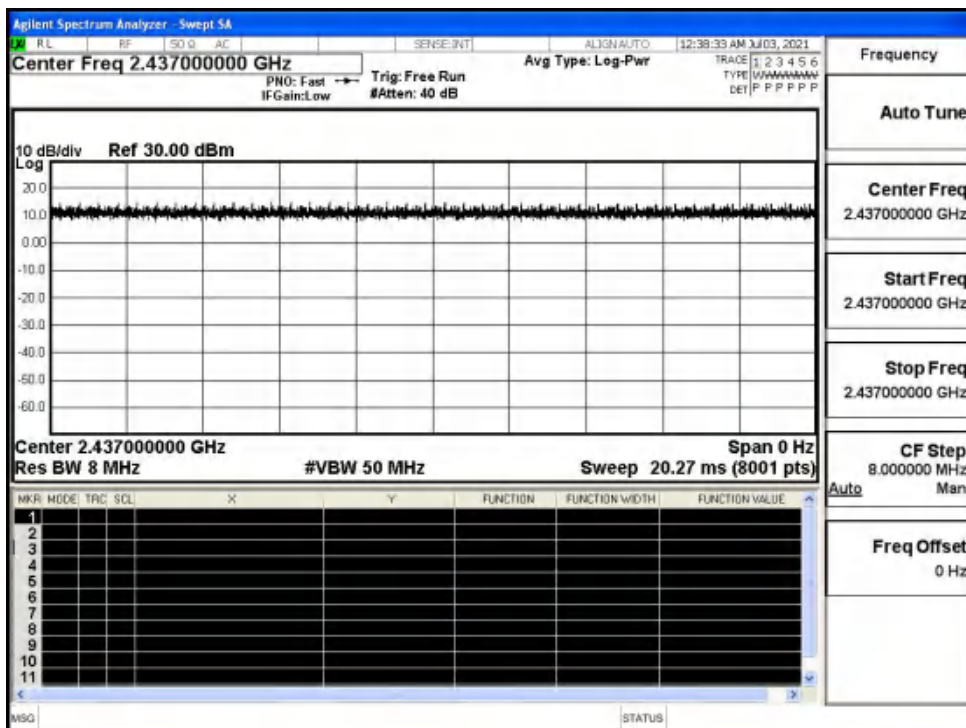 Agilent Spectrum Analyzer - Swept SA
LXI RL RF 50 Ω AC SENSE:INT ALIGN AUTO 12:38:33 AM Jul 03, 2021
Center Freq 2.437000000 GHz
Avg Type: Log-Pwr
TRACE 1 2 3 4 5 6
PNO: Fast
Trig: Free Run
TYPE WWWWWW
IFGain:Low
#Atten: 40 dB
DET P P P P P P
10 dB/div Ref 30.00 dBm
Log
20.0
10.0
0.00
-10.0
-20.0
-30.0
-40.0
-50.0
-60.0
Center 2.437000000 GHz Span 0 Hz
Res BW 8 MHz #VBW 50 MHz Sweep 20.27 ms (8001 pts)
MKR MODE TRC SCL X Y FUNCTION FUNCTION WIDTH FUNCTION VALUE
1
2
3
4
5
6
7
8
9
10
11
MSG STATUS
Frequency
Auto Tune
Center Freq
2.437000000 GHz
Start Freq
2.437000000 GHz
Stop Freq
2.437000000 GHz
CF Step
8.000000 MHz
Auto Man
Freq Offset
0 Hz